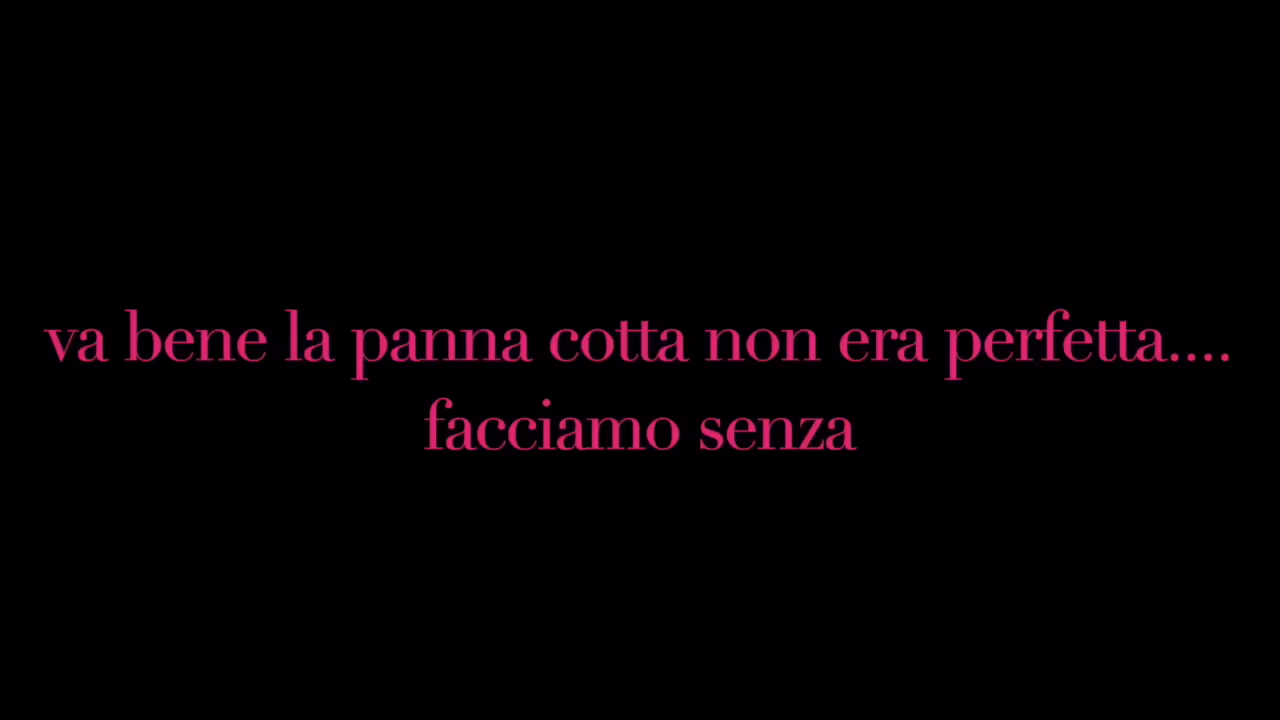 va bene la panna cotta non era perfetta....
facciamo senza